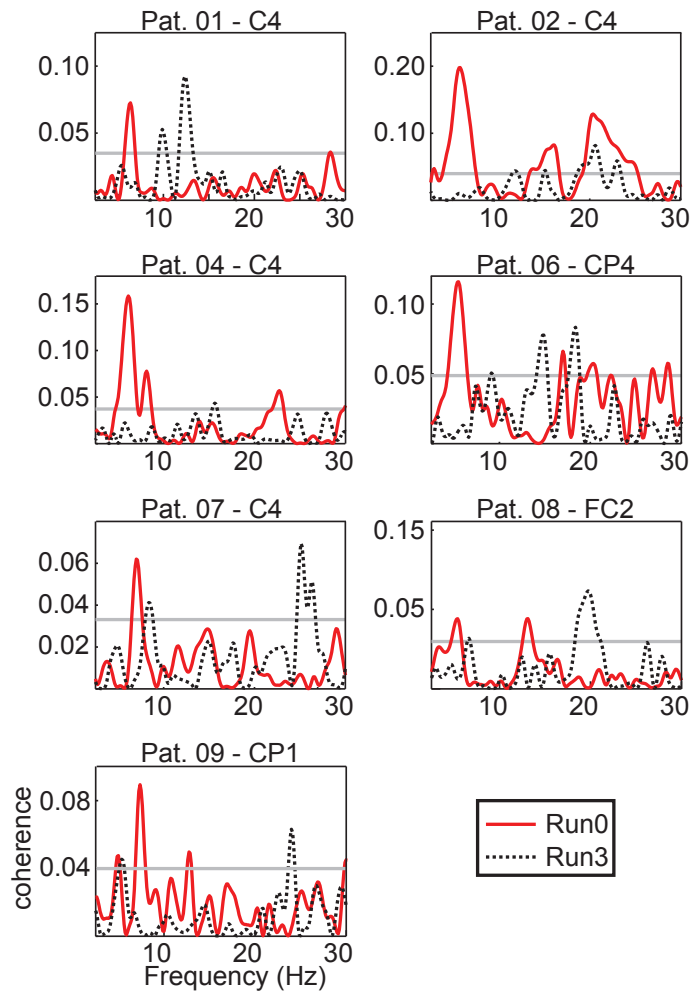 Pat. 01 - C4
0.10
0.05
10 20 30
Pat. 02 - C4
0.20
0.10
10 20 30
Pat. 04 - C4
0.15
0.10
0.05
10 20 30
Pat. 06 - CP4
0.10
0.05
10 20 30
Pat. 07 - C4
0.06
0.04
0.02
10 20 30
Pat. 08 - FC2
0.15
0.05
10 20 30
Pat. 09 - CP1
0.08
0.04
coherence
10 20 30
Frequency (Hz)
Run0
Run3